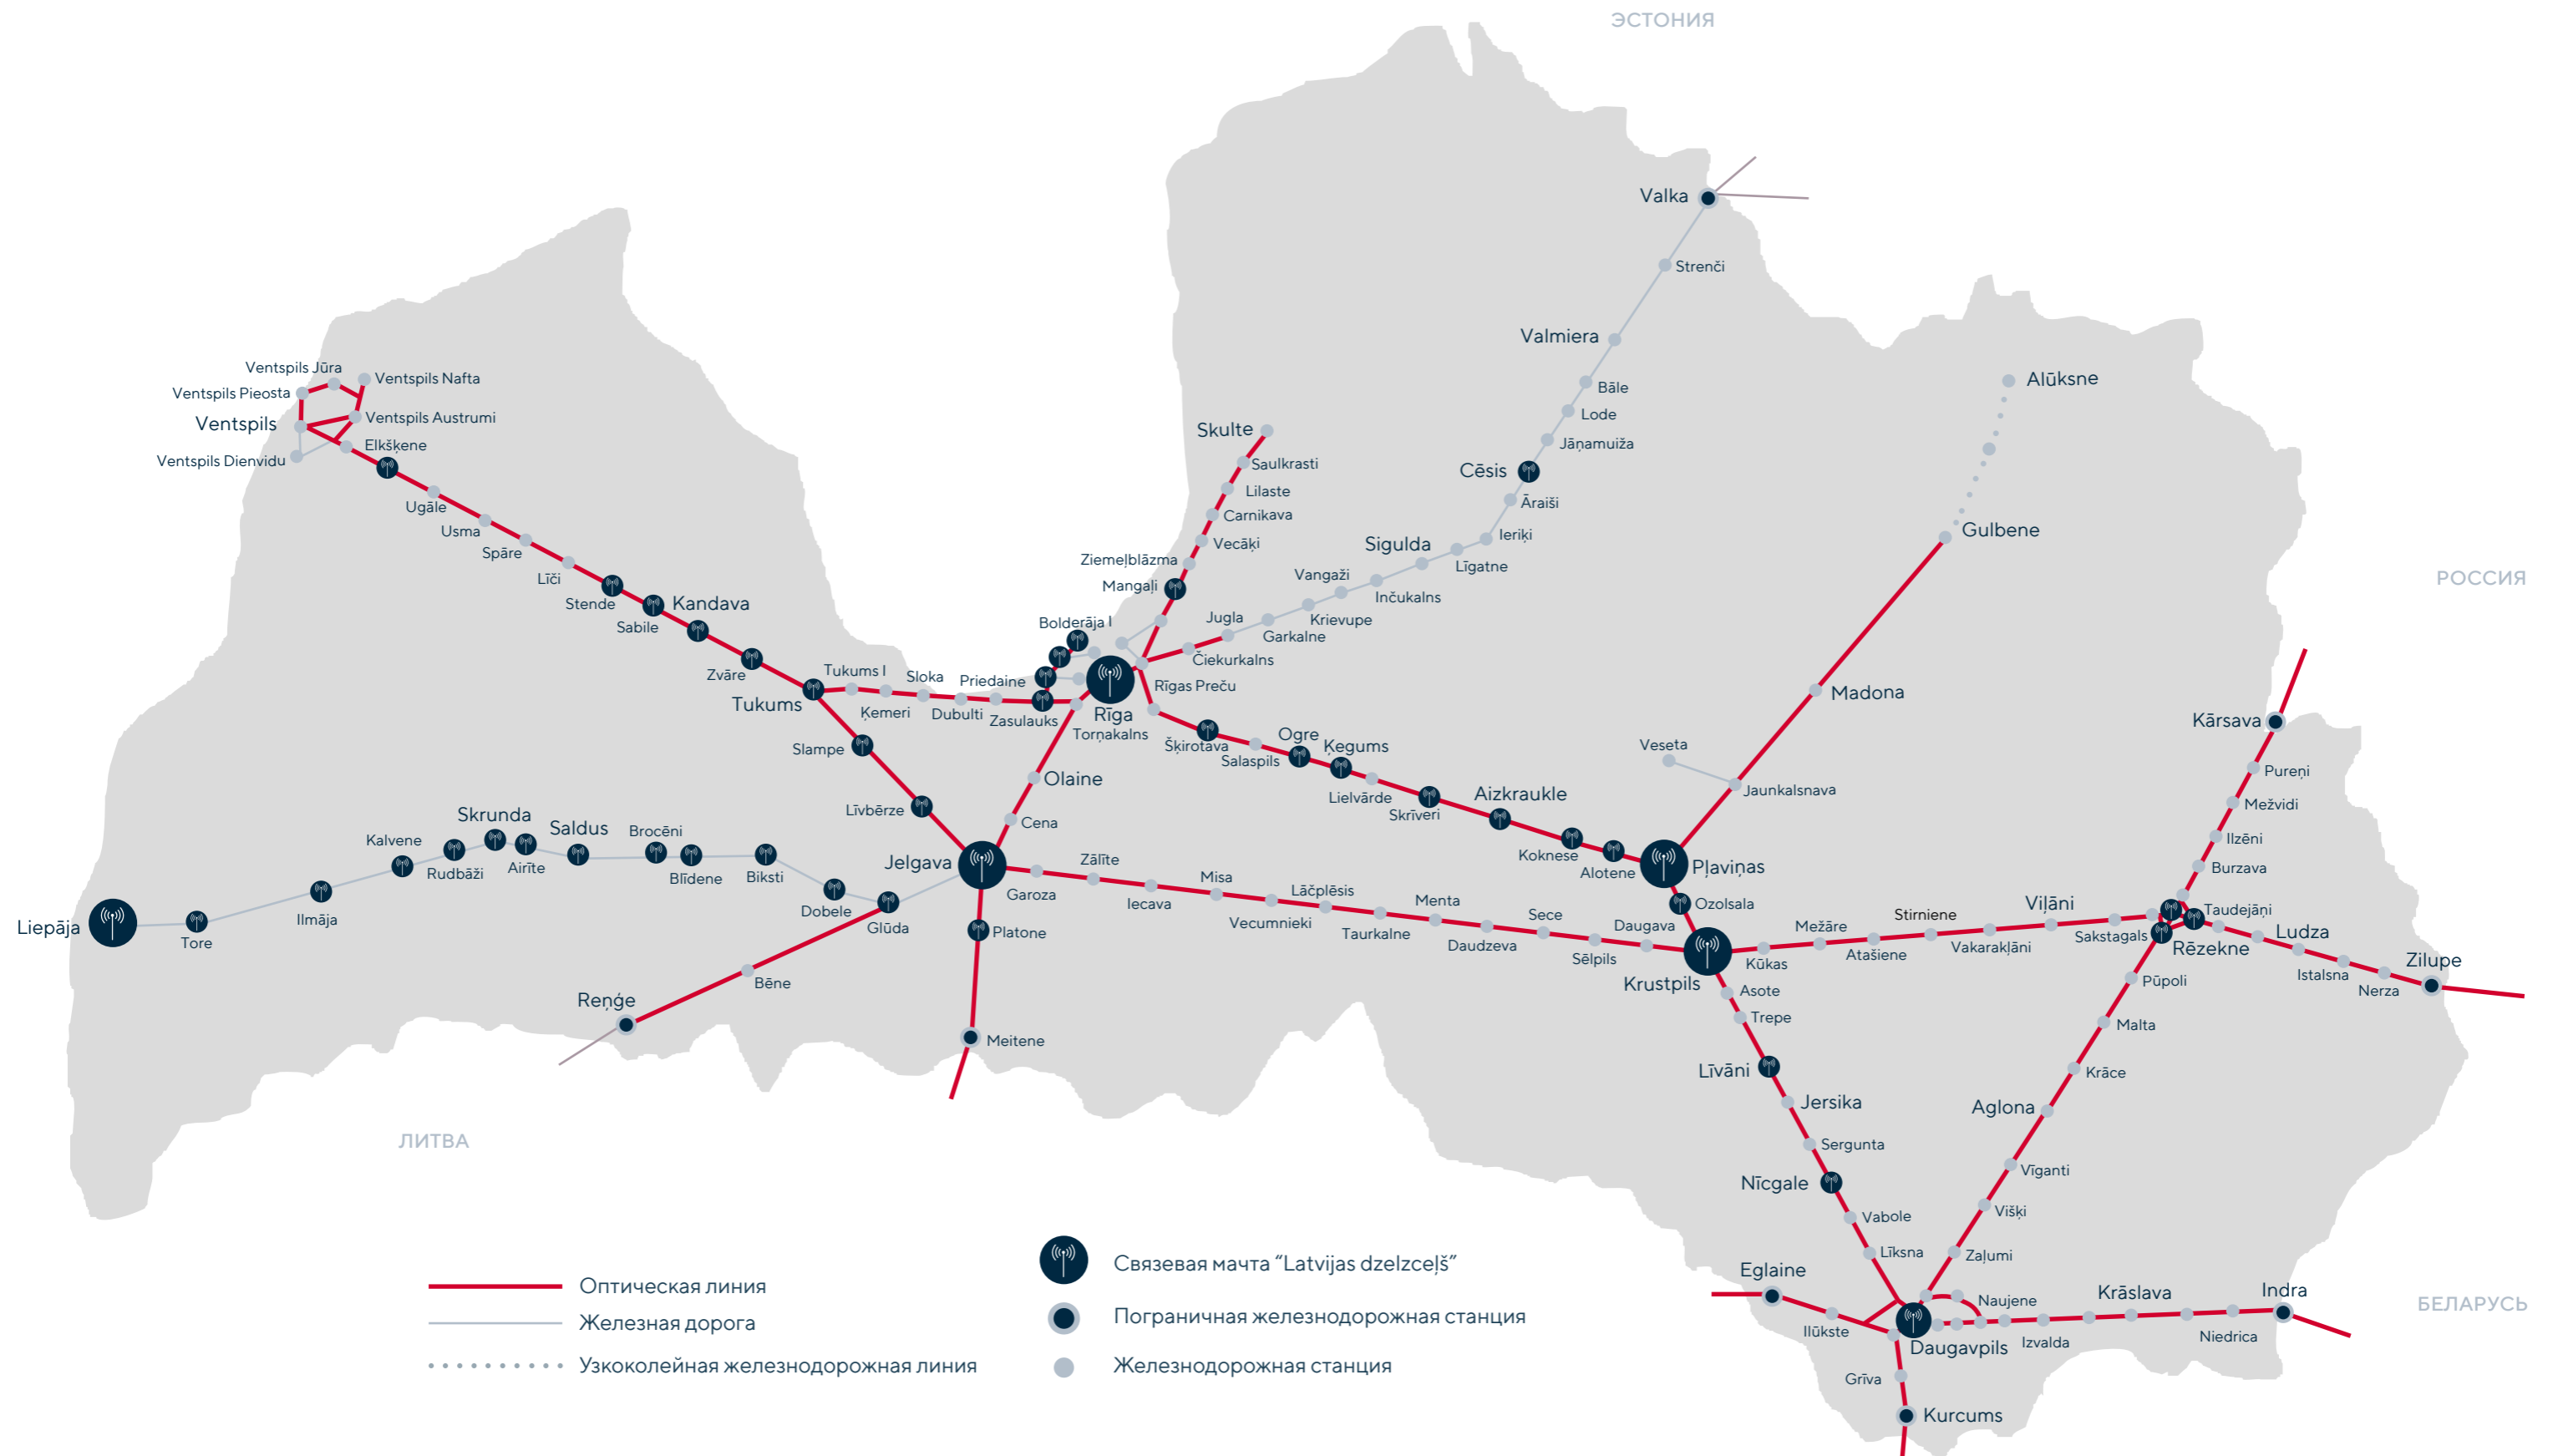 ЭСТОНИЯ
Valka
Strenči
Valmiera
Bāle
Lode
Jāņamuiža
Cēsis
Āraiši
Ieriķi
Sigulda
Līgatne
Vangaži
Inčukalns
Krievupe
Jugla
Garkalne
Čiekurkalns
Alūksne
Gulbene
Madona
Veseta
Jaunkalsnava
РОССИЯ
Ventspils Jūra
Ventspils Nafta
Ventspils Pieosta
Ventspils
Ventspils Austrumi
Elkšķene
Ventspils Dienvidu
Ugāle
Usma
Spāre
Līči
Stende
Kandava
Sabile
Zvāre
Tukums
Tukums I
Ķemeri
Sloka
Dubulti
Priedaine
Zasulauks
Bolderāja I
Skulte
Saulkrasti
Lilaste
Carnikava
Vecāķi
Ziemeļblāzma
Mangaļi
Rīgas Preču
Rīga
Torņakalns
Šķirotava
Salaspils
Ogre
Ķegums
Lielvārde
Skrīveri
Aizkraukle
Koknese
Alotene
Pļaviņas
Ozolsala
Slampe
Līvbērze
Olaine
Cena
Jelgava
Skrunda
Kalvene
Rudbāži
Airīte
Saldus
Brocēni
Blīdene
Biksti
Dobele
Glūda
Liepāja
Tore
Ilmāja
Reņģe
Bēne
Platone
Meitene
Garoza
Zālīte
Iecava
Misa
Vecumnieki
Lāčplēsis
Taurkalne
Menta
Daudzeva
Sece
Sēlpils
Daugava
Krustpils
Kūkas
Mežāre
Atašiene
Stirniene
Vakarakļāni
Viļāni
Sakstagals
Taudejāņi
Rēzekne
Ludza
Istalsna
Nerza
Zilupe
Kārsava
Pureņi
Mežvidi
Ilzēni
Burzava
Pūpoli
Malta
Krāce
Aglona
Vīganti
Višķi
Zaļumi
Asote
Trepe
Līvāni
Jersika
Sergunta
Nīcgale
Vabole
Līksna
Eglaine
Ilūkste
Daugavpils
Naujene
Izvalda
Krāslava
Niedrica
Indra
Grīva
Kurcums
ЛИТВА
БЕЛАРУСЬ
Оптическая линия
Железная дорога
Узкоколейная железнодорожная линия
Связевая мачта “Latvijas dzelzceļš”
Пограничная железнодорожная станция
Железнодорожная станция